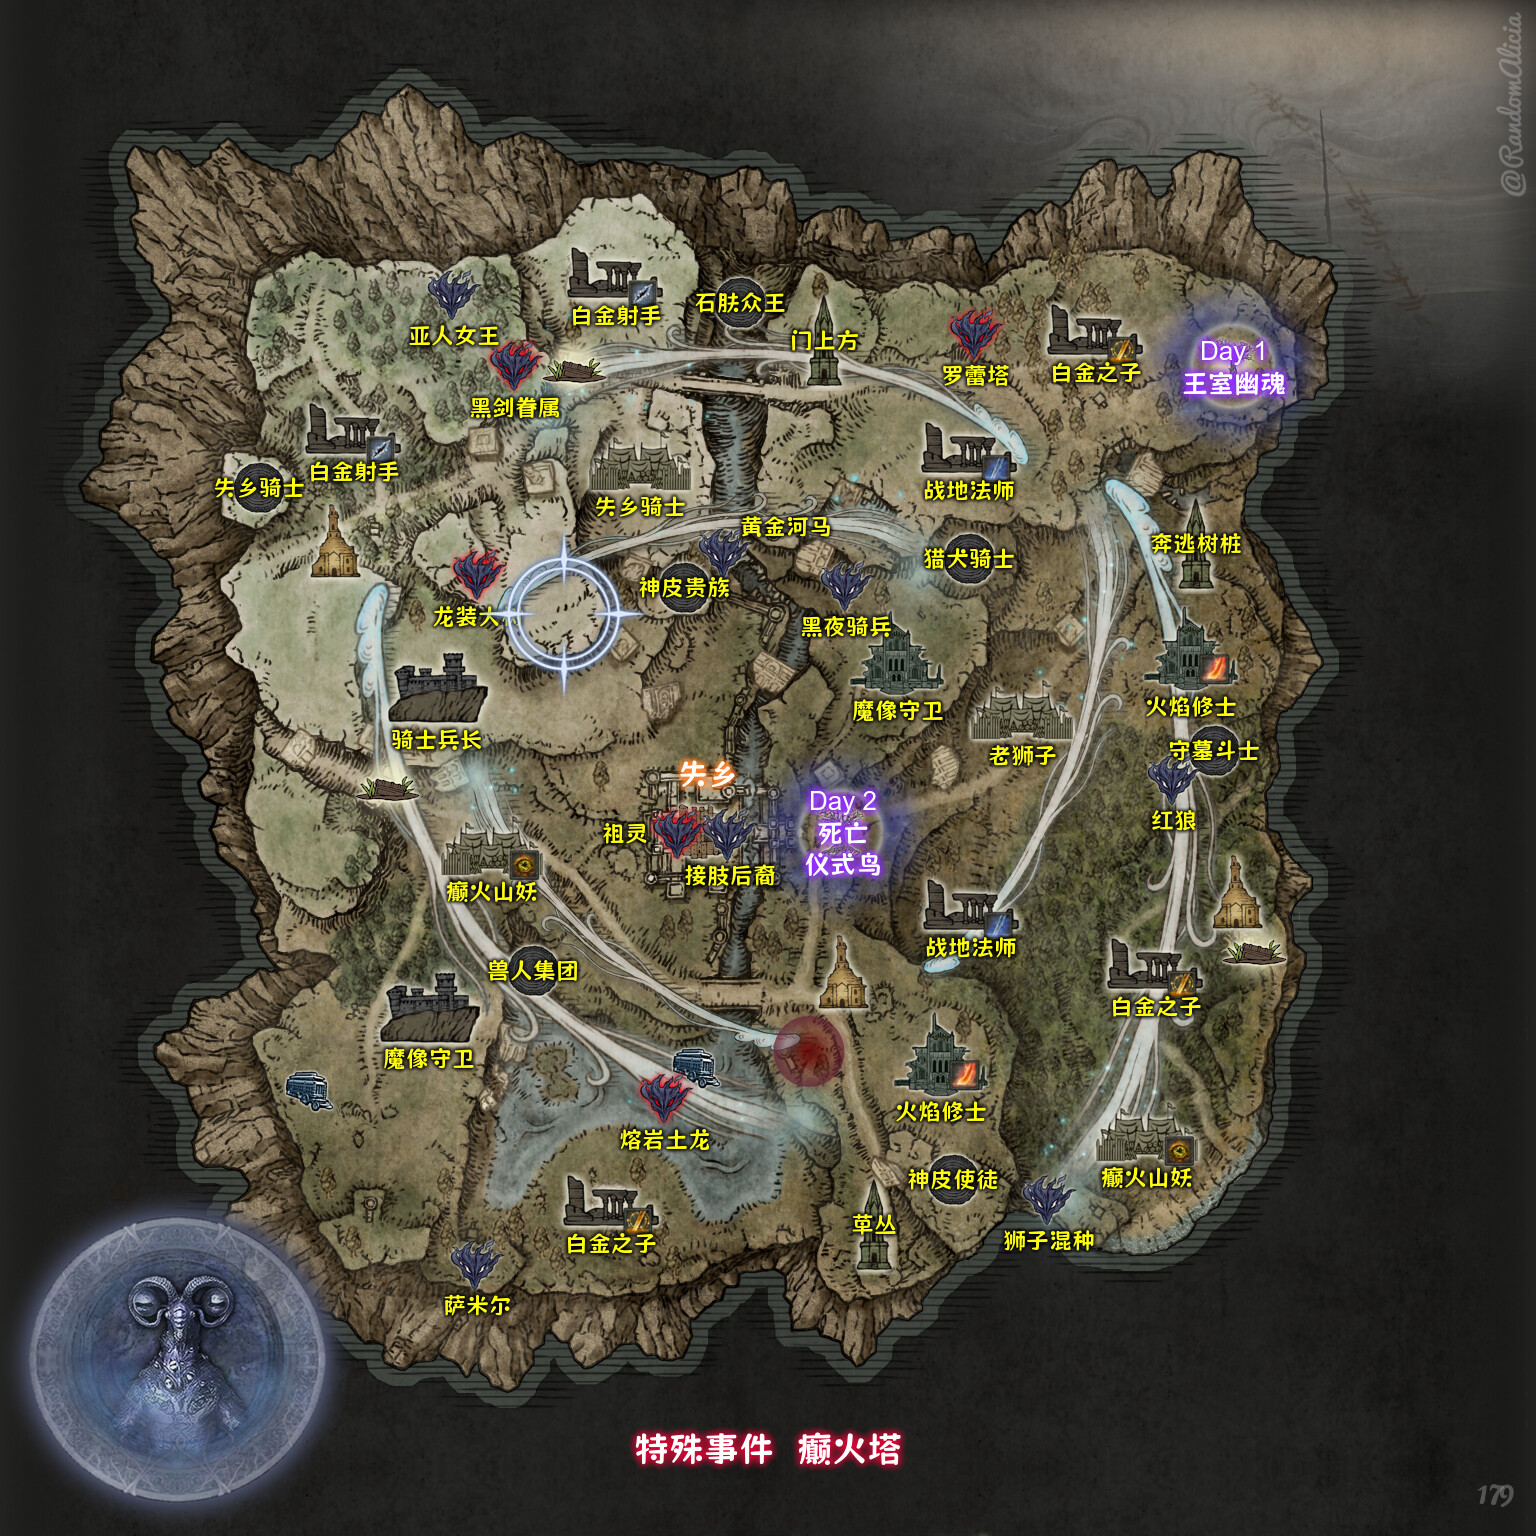 @RandomAlicia
白金射手
石肤众王
亚人女王
门上方
罗蕾塔
白金之子
Day 1
王室幽魂
黑剑眷属
白金射手
失乡骑士
失乡骑士
战地法师
黄金河马
奔逃树桩
猎犬骑士
神皮贵族
龙装大
黑夜骑兵
魔像守卫
火焰修士
骑士兵长
老狮子
守墓斗士
失乡
Day 2
死亡
仪式鸟
祖灵
红狼
接肢后裔
癫火山妖
战地法师
兽人集团
白金之子
魔像守卫
火焰修士
熔岩土龙
神皮使徒
癫火山妖
草丛
狮子混种
白金之子
萨米尔
特殊事件 癫火塔
179